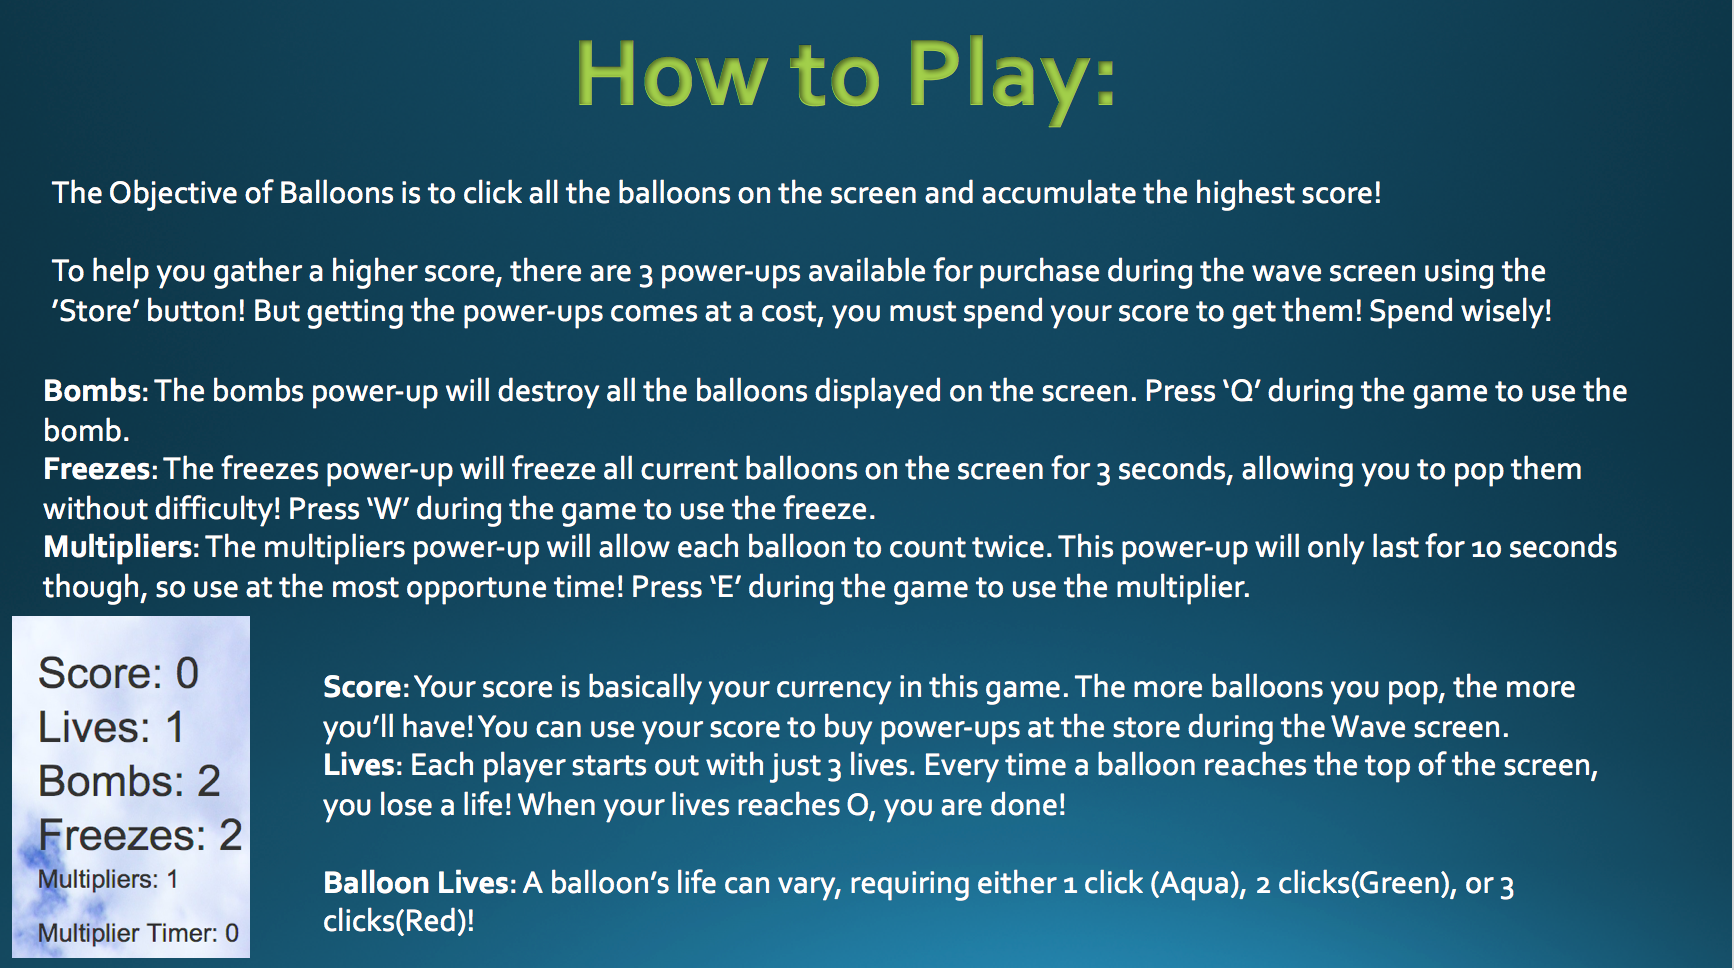 How to Play:
The Objective of Balloons is to click all the balloons on the screen and accumulate the highest score!
To help you gather a higher score, there are 3 power-ups available for purchase during the wave screen using the
’Store’ button! But getting the power-ups comes at a cost, you must spend your score to get them! Spend wisely!
Bombs: The bombs power-up will destroy all the balloons displayed on the screen. Press ‘Q’ during the game to use the
bomb.
Freezes: The freezes power-up will freeze all current balloons on the screen for 3 seconds, allowing you to pop them
without difficulty! Press ‘W’ during the game to use the freeze.
Multipliers: The multipliers power-up will allow each balloon to count twice. This power-up will only last for 10 seconds
though, so use at the most opportune time! Press ‘E’ during the game to use the multiplier.
Score: 0
Lives: 1
Bombs: 2
Freezes: 2
Multipliers: 1
Multiplier Timer: 0
Score: Your score is basically your currency in this game. The more balloons you pop, the more
you’ll have! You can use your score to buy power-ups at the store during the Wave screen.
Lives: Each player starts out with just 3 lives. Every time a balloon reaches the top of the screen,
you lose a life! When your lives reaches O, you are done!
Balloon Lives: A balloon’s life can vary, requiring either 1 click (Aqua), 2 clicks(Green), or 3
clicks(Red)!